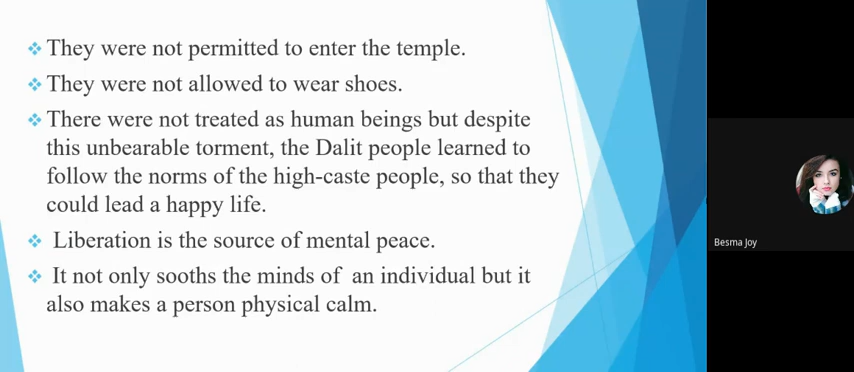 They were not permitted to enter the temple.
They were not allowed to wear shoes.
There were not treated as human beings but despite
this unbearable torment, the Dalit people learned to
follow the norms of the high-caste people, so that they
could lead a happy life.
Liberation is the source of mental peace.
It not only sooths the minds of an individual but it
also makes a person physical calm.
Besma Joy